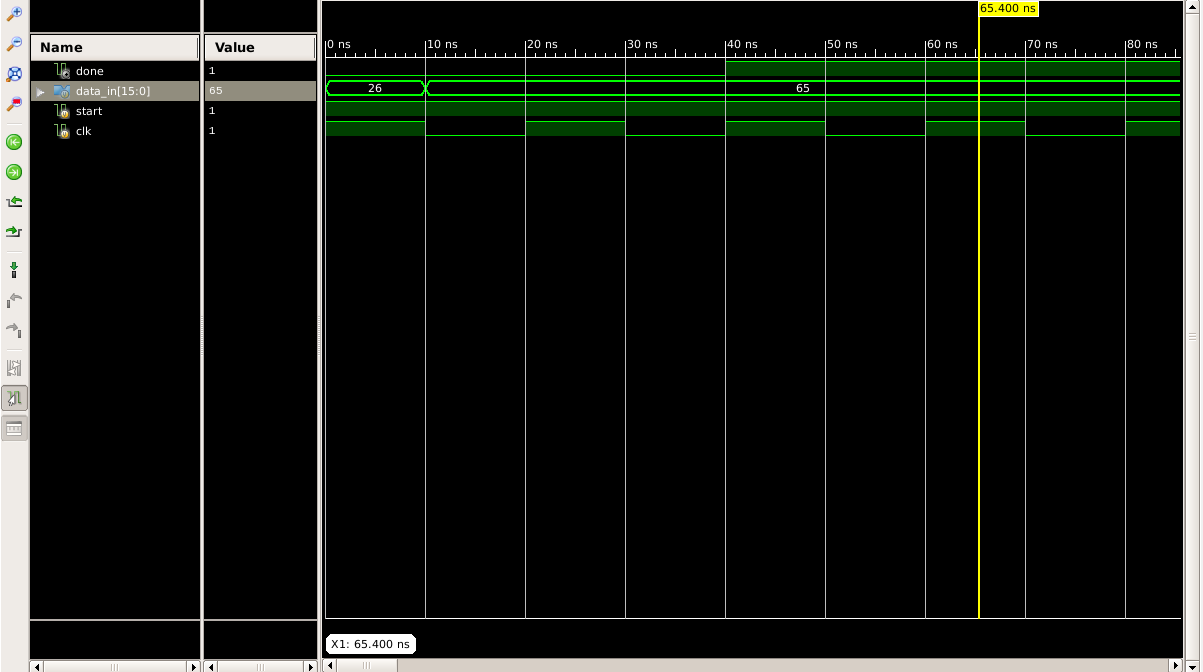 65.400 ns
Name
Value
0 ns
10 ns
20 ns
30 ns
40 ns
50 ns
60 ns
70 ns
80 ns
done
1
data_in[15:0]
65
26
65
start
1
clk
1
X1: 65.400 ns